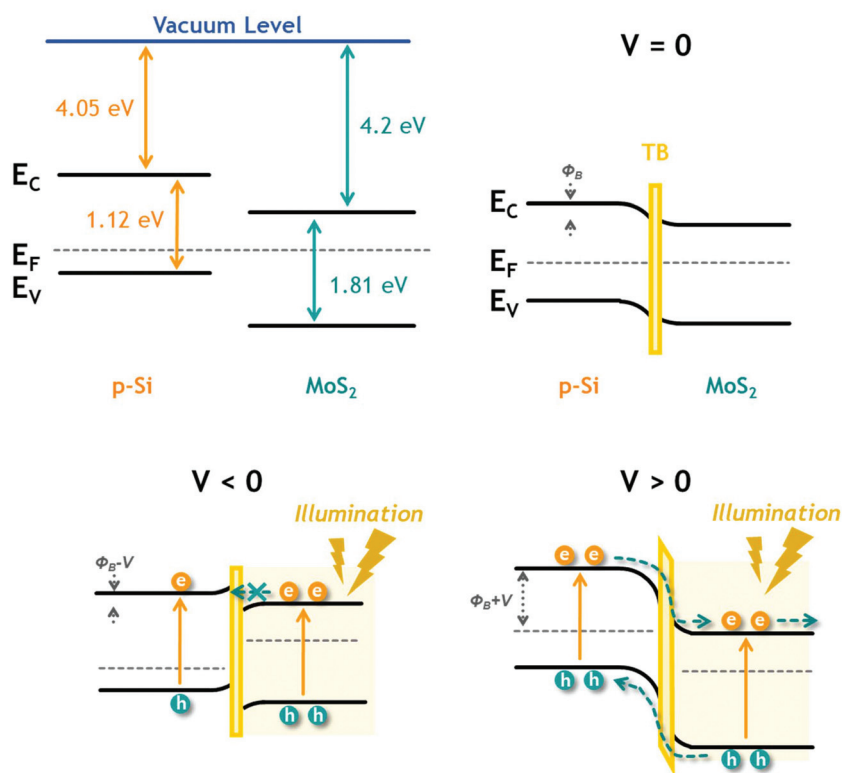 Vacuum Level
4.05 eV
4.2 eV
E_C
1.12 eV
E_F
E_V
1.81 eV
p-Si
MoS₂
V = 0
TB
Φ_B
E_C
E_F
E_V
p-Si
MoS₂
V < 0
Illumination
Φ_B-V
e
e e
h
h h
V > 0
Illumination
e e
Φ_B+V
e e
h h
h h